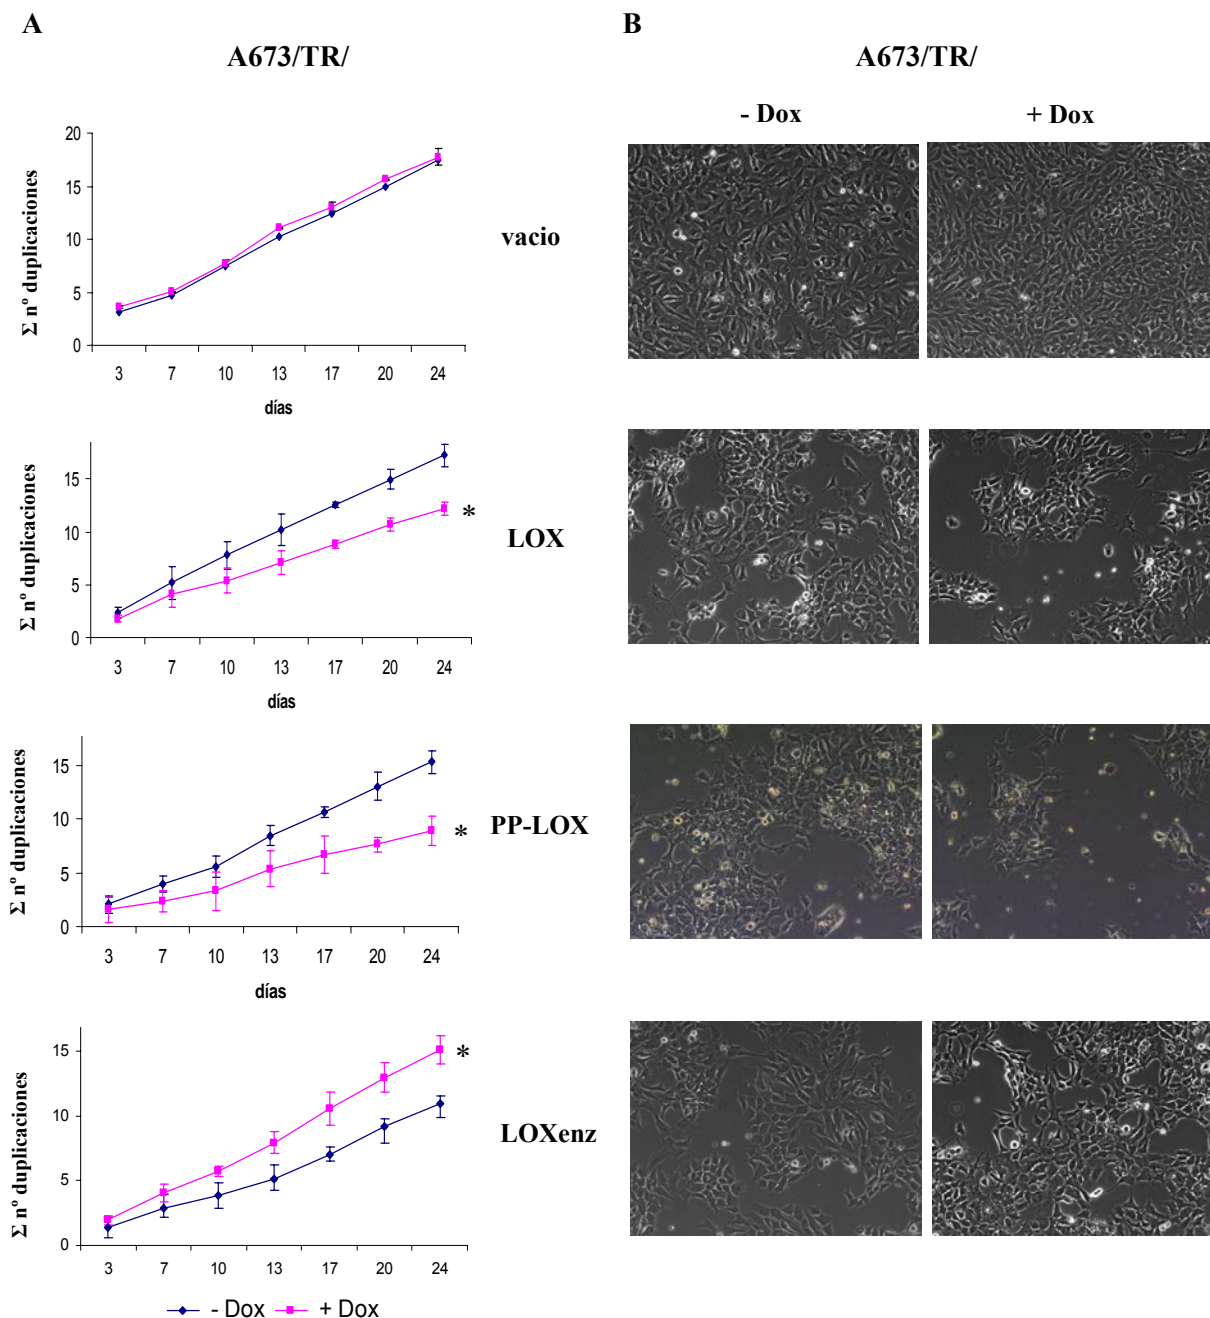 A
B
A673/TR/
A673/TR/
- Dox
+ Dox
Σ nº duplicaciones
20
15
10
5
0
3 7 10 13 17 20 24
días
vacio
Σ nº duplicaciones
15
10
5
0
3 7 10 13 17 20 24
días
*
LOX
Σ nº duplicaciones
15
10
5
0
3 7 10 13 17 20 24
días
*
PP-LOX
Σ nº duplicaciones
15
10
5
0
3 7 10 13 17 20 24
*
LOXenz
- Dox + Dox